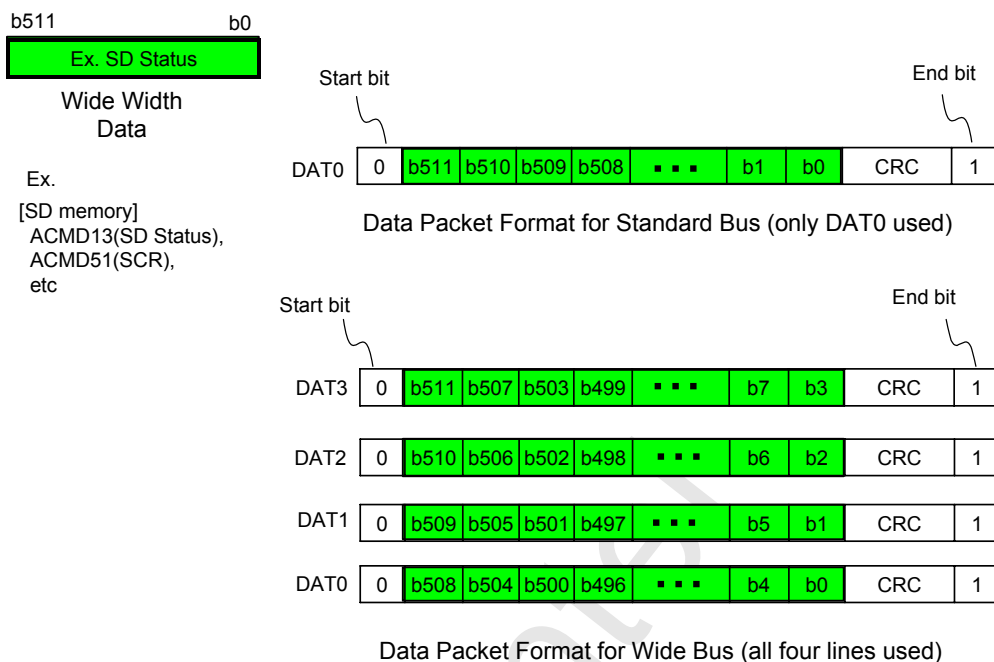 b511 b0
Ex. SD Status
Wide Width
Data
Ex.
[SD memory]
ACMD13(SD Status),
ACMD51(SCR),
etc
Start bit End bit
DAT0 0 b511 b510 b509 b508 ▪ ▪ ▪ b1 b0 CRC 1
Data Packet Format for Standard Bus (only DAT0 used)
Start bit End bit
DAT3 0 b511 b507 b503 b499 ▪ ▪ ▪ b7 b3 CRC 1
DAT2 0 b510 b506 b502 b498 ▪ ▪ ▪ b6 b2 CRC 1
DAT1 0 b509 b505 b501 b497 ▪ ▪ ▪ b5 b1 CRC 1
DAT0 0 b508 b504 b500 b496 ▪ ▪ ▪ b4 b0 CRC 1
Data Packet Format for Wide Bus (all four lines used)